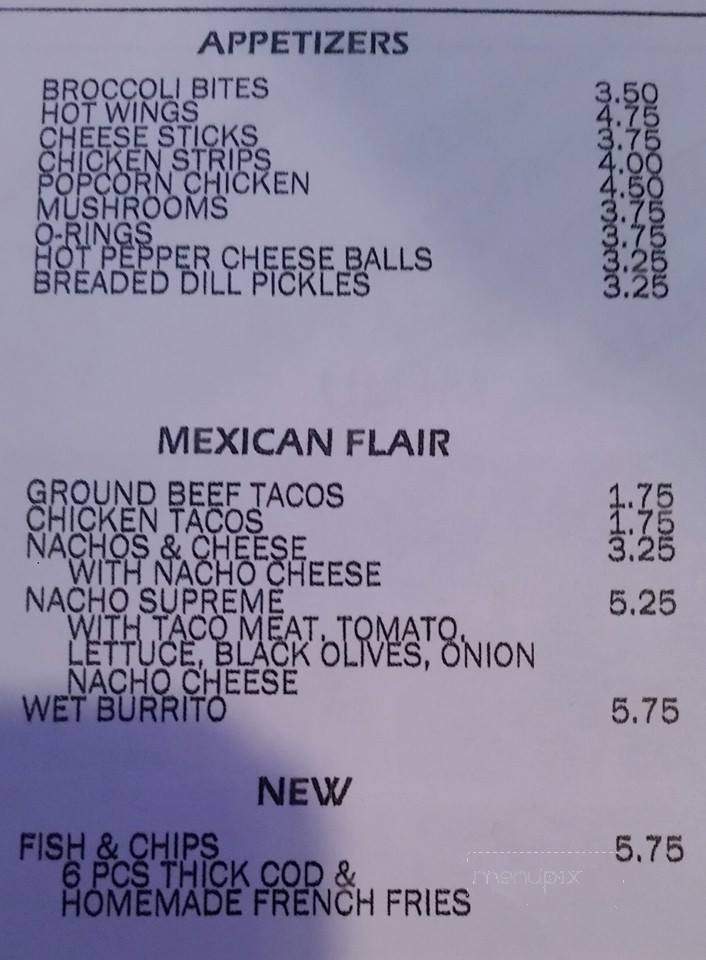 APPETIZERS
BROCCOLI BITES 3.50
HOT WINGS 4.75
CHEESE STICKS 3.75
CHICKEN STRIPS 4.00
POPCORN CHICKEN 4.50
MUSHROOMS 3.75
O-RINGS 3.75
HOT PEPPER CHEESE BALLS 3.25
BREADED DILL PICKLES 3.25
MEXICAN FLAIR
GROUND BEEF TACOS 1.75
CHICKEN TACOS 1.75
NACHOS & CHEESE 3.25
WITH NACHO CHEESE
NACHO SUPREME 5.25
WITH TACO MEAT, TOMATO,
LETTUCE, BLACK OLIVES, ONION
NACHO CHEESE
WET BURRITO 5.75
NEW
FISH & CHIPS 5.75
6 PCS THICK COD &
HOMEMADE FRENCH FRIES
menupix